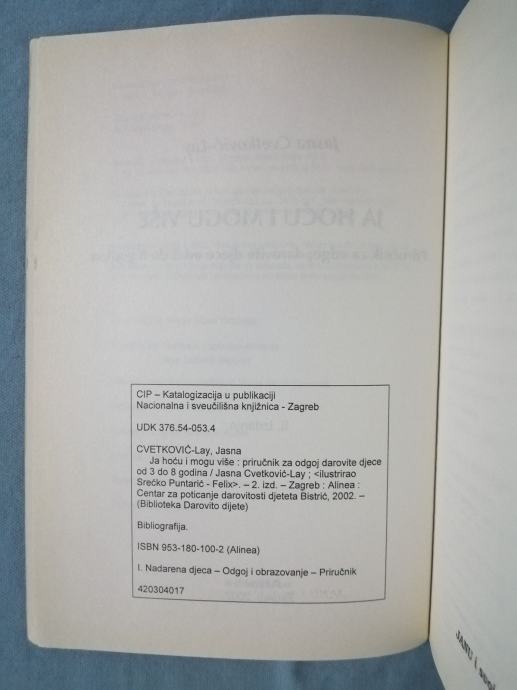 CIP – Katalogizacija u publikaciji
Nacionalna i sveučilišna knjižnica - Zagreb
UDK 376.54-053.4
CVETKOVIĆ-Lay, Jasna
Ja hoću i mogu više : priručnik za odgoj darovite djece
od 3 do 8 godina / Jasna Cvetković-Lay ; <ilustrirao
Srećko Puntarić - Felix>. – 2. izd. – Zagreb : Alinea :
Centar za poticanje darovitosti djeteta Bistrić, 2002. –
(Biblioteka Darovito dijete)
Bibliografija.
ISBN 953-180-100-2 (Alinea)
I. Nadarena djeca – Odgoj i obrazovanje – Priručnik
420304017
JANU i